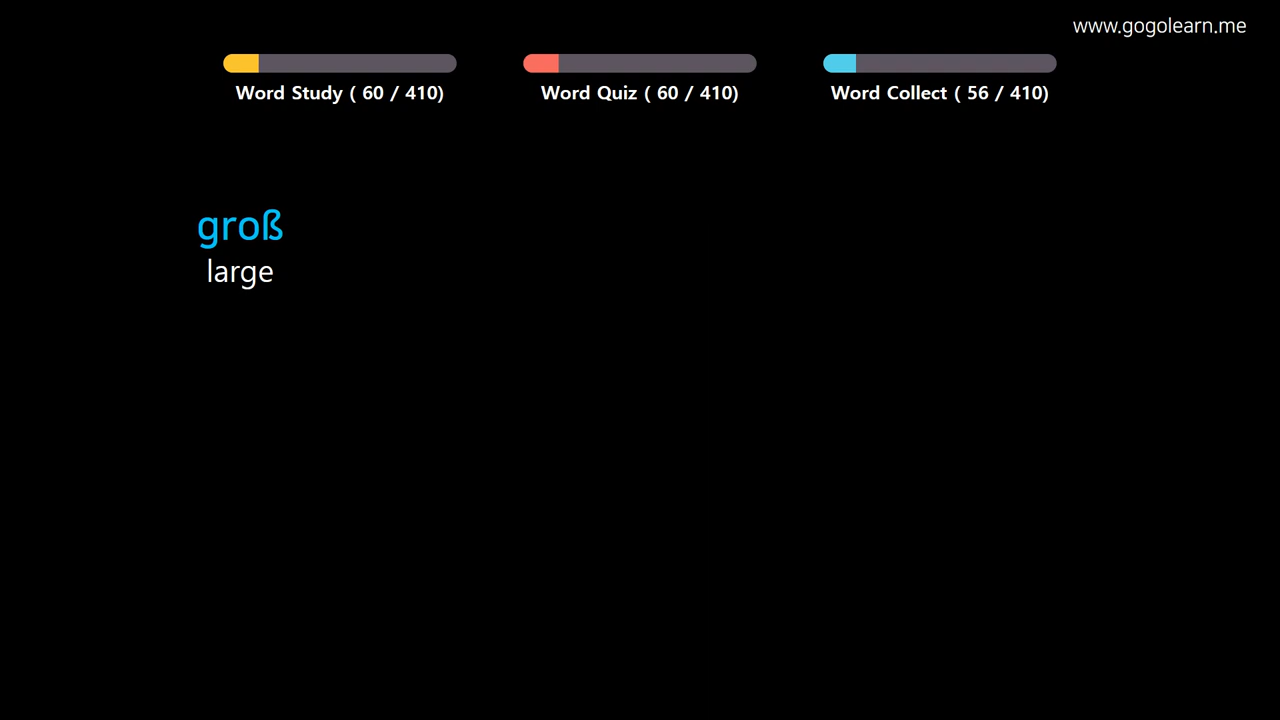 www.gogolearn.me
Word Study ( 60 / 410)
Word Quiz ( 60 / 410)
Word Collect ( 56 / 410)
groß
large